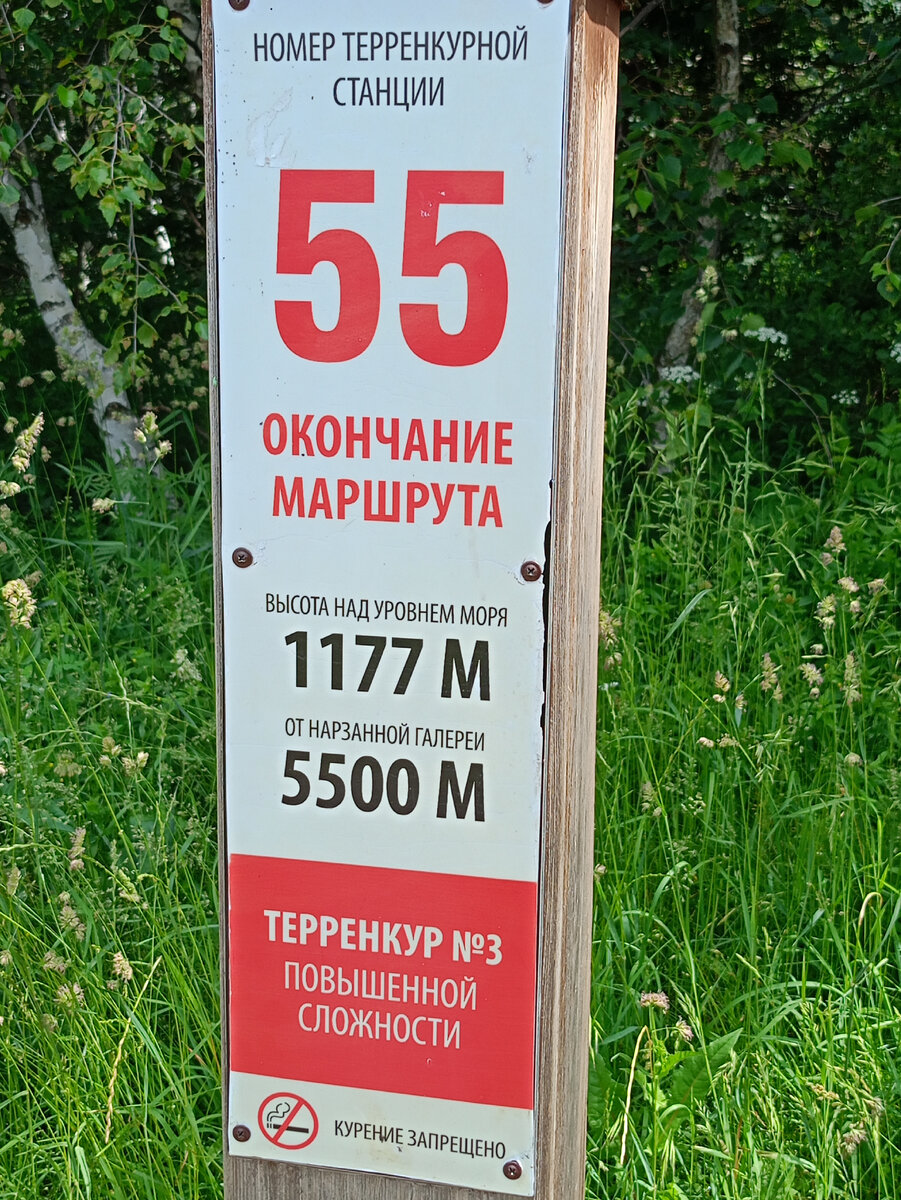 НОМЕР ТЕРРЕНКУРНОЙ
СТАНЦИИ
55
ОКОНЧАНИЕ
МАРШРУТА
ВЫСОТА НАД УРОВНЕМ МОРЯ
1177 М
ОТ НАРЗАННОЙ ГАЛЕРЕИ
5500 М
ТЕРРЕНКУР №3
ПОВЫШЕННОЙ
СЛОЖНОСТИ
КУРЕНИЕ ЗАПРЕЩЕНО